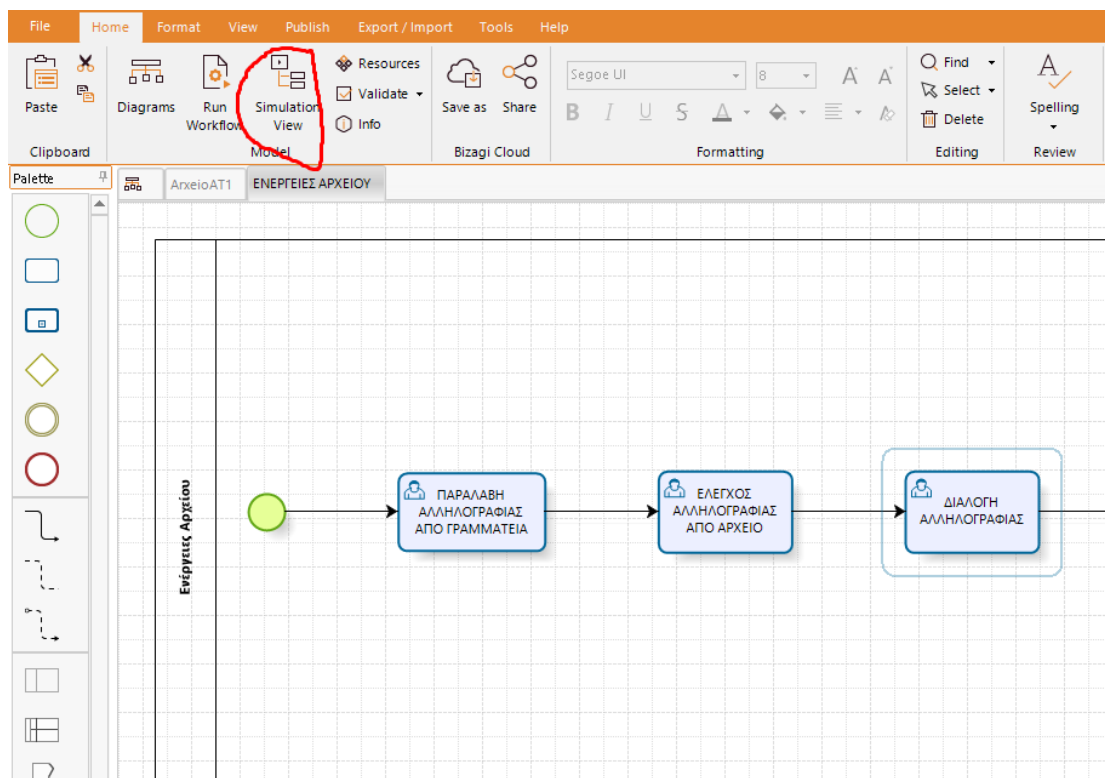 File Home Format View Publish Export / Import Tools Help
Paste
Clipboard
Diagrams
Run
Workflow
Simulation
View
Resources
Validate
Info
Model
Save as
Share
Bizagi Cloud
Segoe UI
8
A A
B I U S A
Formatting
Find
Select
Delete
Editing
A
Spelling
Review
Palette
ArxeioAT1
ΕΝΕΡΓΕΙΕΣ ΑΡΧΕΙΟΥ
Ενέργειες Αρχείου
ΠΑΡΑΛΑΒΗ
ΑΛΛΗΛΟΓΡΑΦΙΑΣ
ΑΠΟ ΓΡΑΜΜΑΤΕΙΑ
ΕΛΕΓΧΟΣ
ΑΛΛΗΛΟΓΡΑΦΙΑΣ
ΑΠΟ ΑΡΧΕΙΟ
ΔΙΑΛΟΓΗ
ΑΛΛΗΛΟΓΡΑΦΙΑΣ